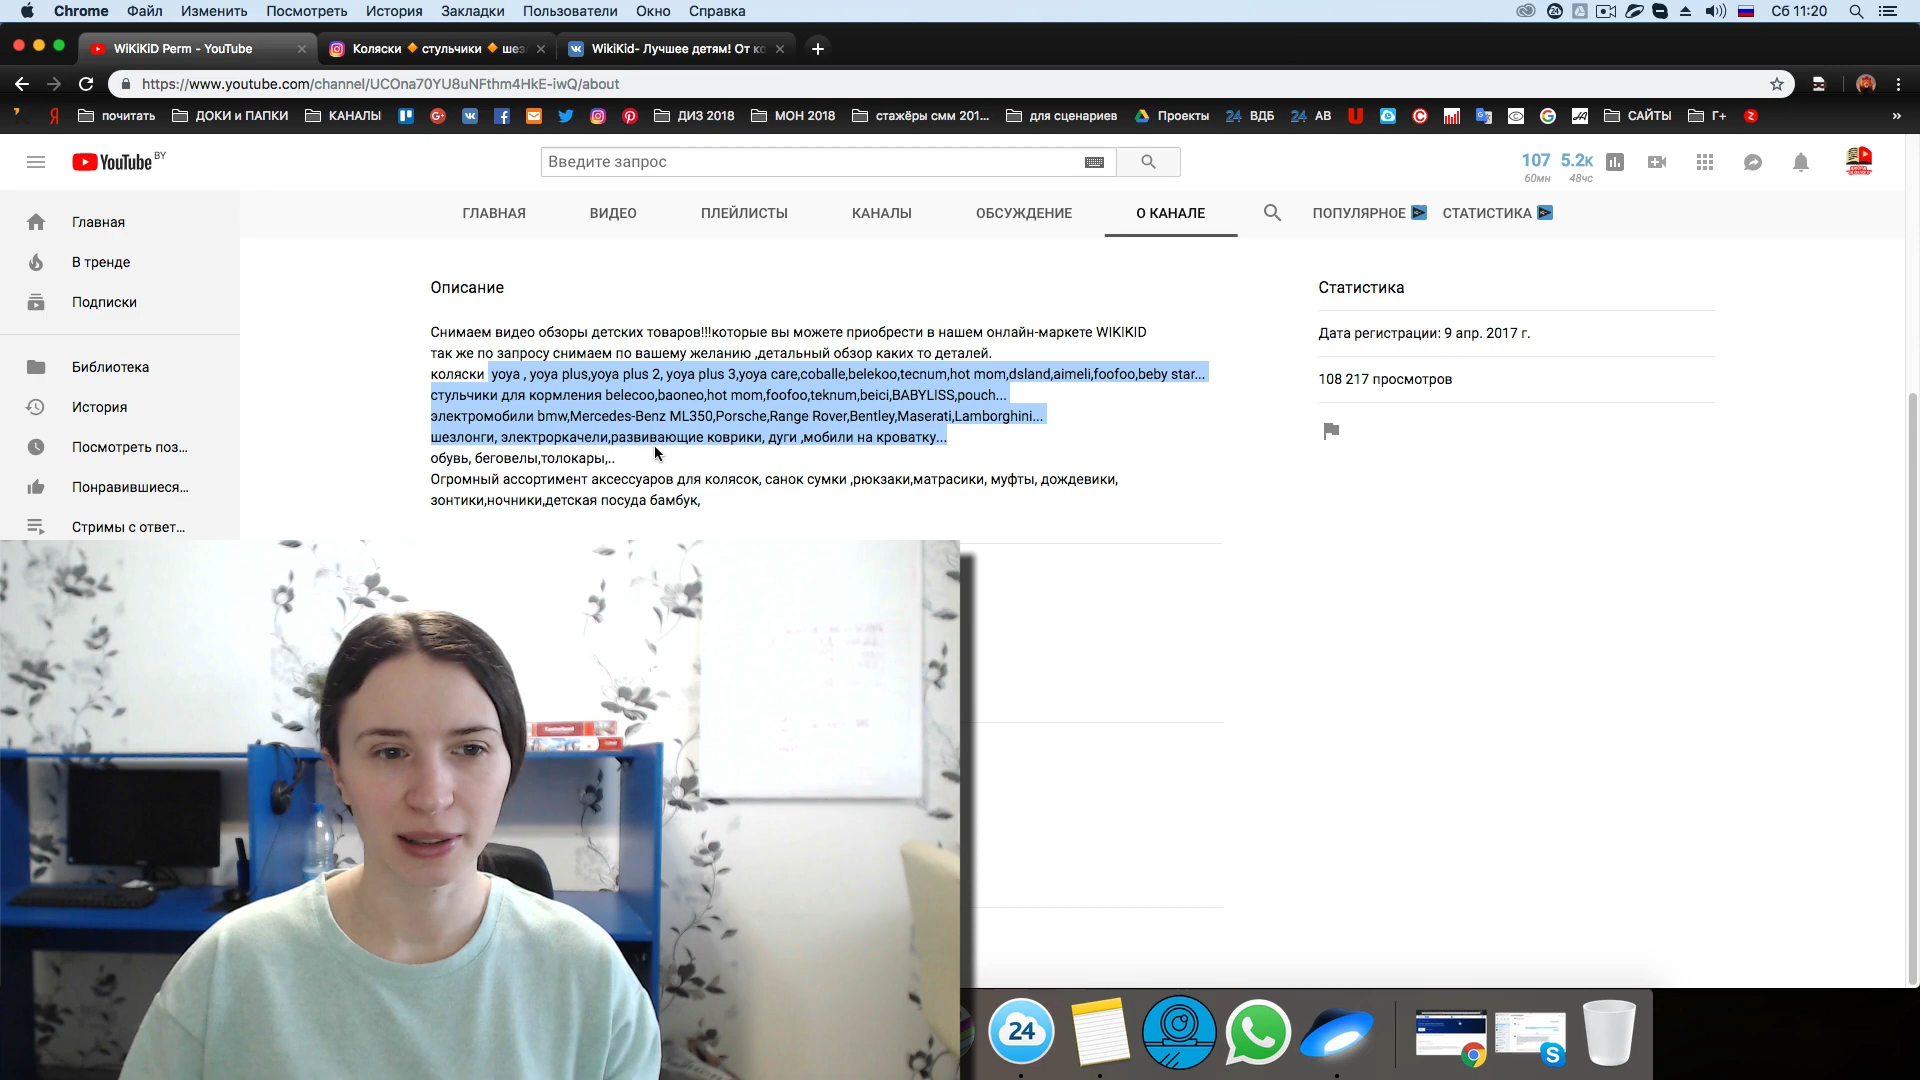 Chrome Файл Изменить Посмотреть История Закладки Пользователи Окно Справка
Сб 11:20
WiKiKiD Perm - YouTube
Коляски 🔸 стульчики 🔸 шез
WikiKid- Лучшее детям! От ко
https://www.youtube.com/channel/UCOna70YU8uNFthm4HkE-iwQ/about
почитать ДОКИ и ПАПКИ КАНАЛЫ ДИЗ 2018 МОН 2018 стажёры смм 201... для сценариев Проекты 24 ВДБ 24 АВ САЙТЫ Г+
YouTube BY
Введите запрос
107 5.2к
60мн 48чс
ГЛАВНАЯ ВИДЕО ПЛЕЙЛИСТЫ КАНАЛЫ ОБСУЖДЕНИЕ О КАНАЛЕ ПОПУЛЯРНОЕ СТАТИСТИКА
Главная
В тренде
Подписки
Библиотека
История
Посмотреть поз...
Понравившиеся...
Стримы с ответ...
Описание
Снимаем видео обзоры детских товаров!!!которые вы можете приобрести в нашем онлайн-маркете WIKIKID
так же по запросу снимаем по вашему желанию ,детальный обзор каких то деталей.
коляски yoya , yoya plus,yoya plus 2, yoya plus 3,yoya care,coballe,belekoo,tecnum,hot mom,dsland,aimeli,foofoo,beby star...
стульчики для кормления belecoo,baoneo,hot mom,foofoo,teknum,beici,BABYLISS,pouch...
электромобили bmw,Mercedes-Benz ML350,Porsche,Range Rover,Bentley,Maserati,Lamborghini...
шезлонги, электроркачели,развивающие коврики, дуги ,мобили на кроватку...
обувь, беговелы,толокары,..
Огромный ассортимент аксессуаров для колясок, санок сумки ,рюкзаки,матрасики, муфты, дождевики,
зонтики,ночники,детская посуда бамбук,
Статистика
Дата регистрации: 9 апр. 2017 г.
108 217 просмотров
24
S